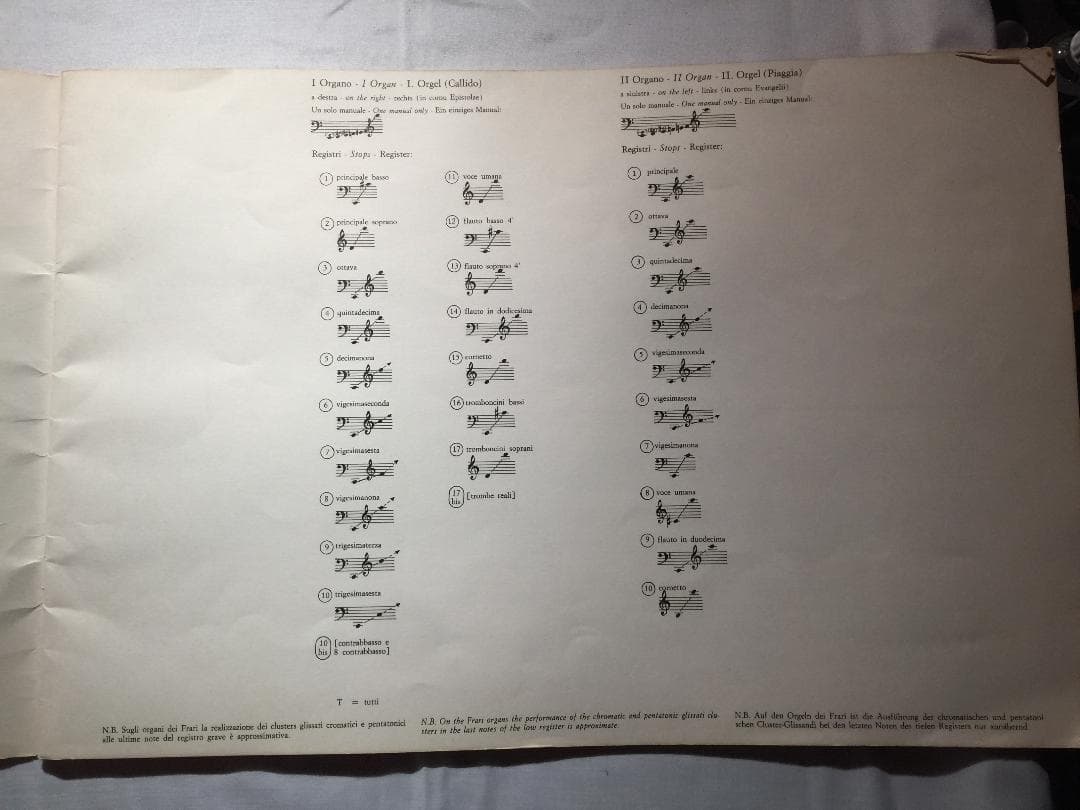 I Organo - I Organ - I. Orgel (Callido)
a destra - on the right - rechts (in cornu Epistolae)
Un solo manuale - One manual only - Ein einziges Manual:
Registri - Stops - Register:
1 principale basso
2 principale soprano
3 ottava
4 quintadecima
5 decimanona
6 vigesimaseconda
7 vigesimasesta
8 vigesimanona
9 trigesimaterza
10 trigesimasesta
10 bis [contrabbasso e
8 contrabbasso]
11 voce umana
12 flauto basso 4'
13 flauto soprano 4'
14 flauto in dodicesima
15 cornetto
16 tromboncini bassi
17 tromboncini soprani
17 bis [trombe reali]
T = tutti
II Organo - II Organ - II. Orgel (Piaggia)
a sinistra - on the left - links (in cornu Evangelii)
Un solo manuale - One manual only - Ein einziges Manual:
Registri - Stops - Register:
1 principale
2 ottava
3 quintadecima
4 decimanona
5 vigesimaseconda
6 vigesimasesta
7 vigesimanona
8 voce umana
9 flauto in duodecima
10 cornetto
N.B. Sugli organi dei Frari la realizzazione dei clusters glissati cromatici e pentatonici
alle ultime note del registro grave è approssimativa.
N.B. On the Frari organs the performance of the chromatic and pentatonic glissati clu-
sters in the last notes of the low register is approximate.
N.B. Auf den Orgeln dei Frari ist die Ausführung der chromatischen und pentatoni
schen Cluster-Glissandi bei den letzten Noten des tiefen Registers nur annähernd.